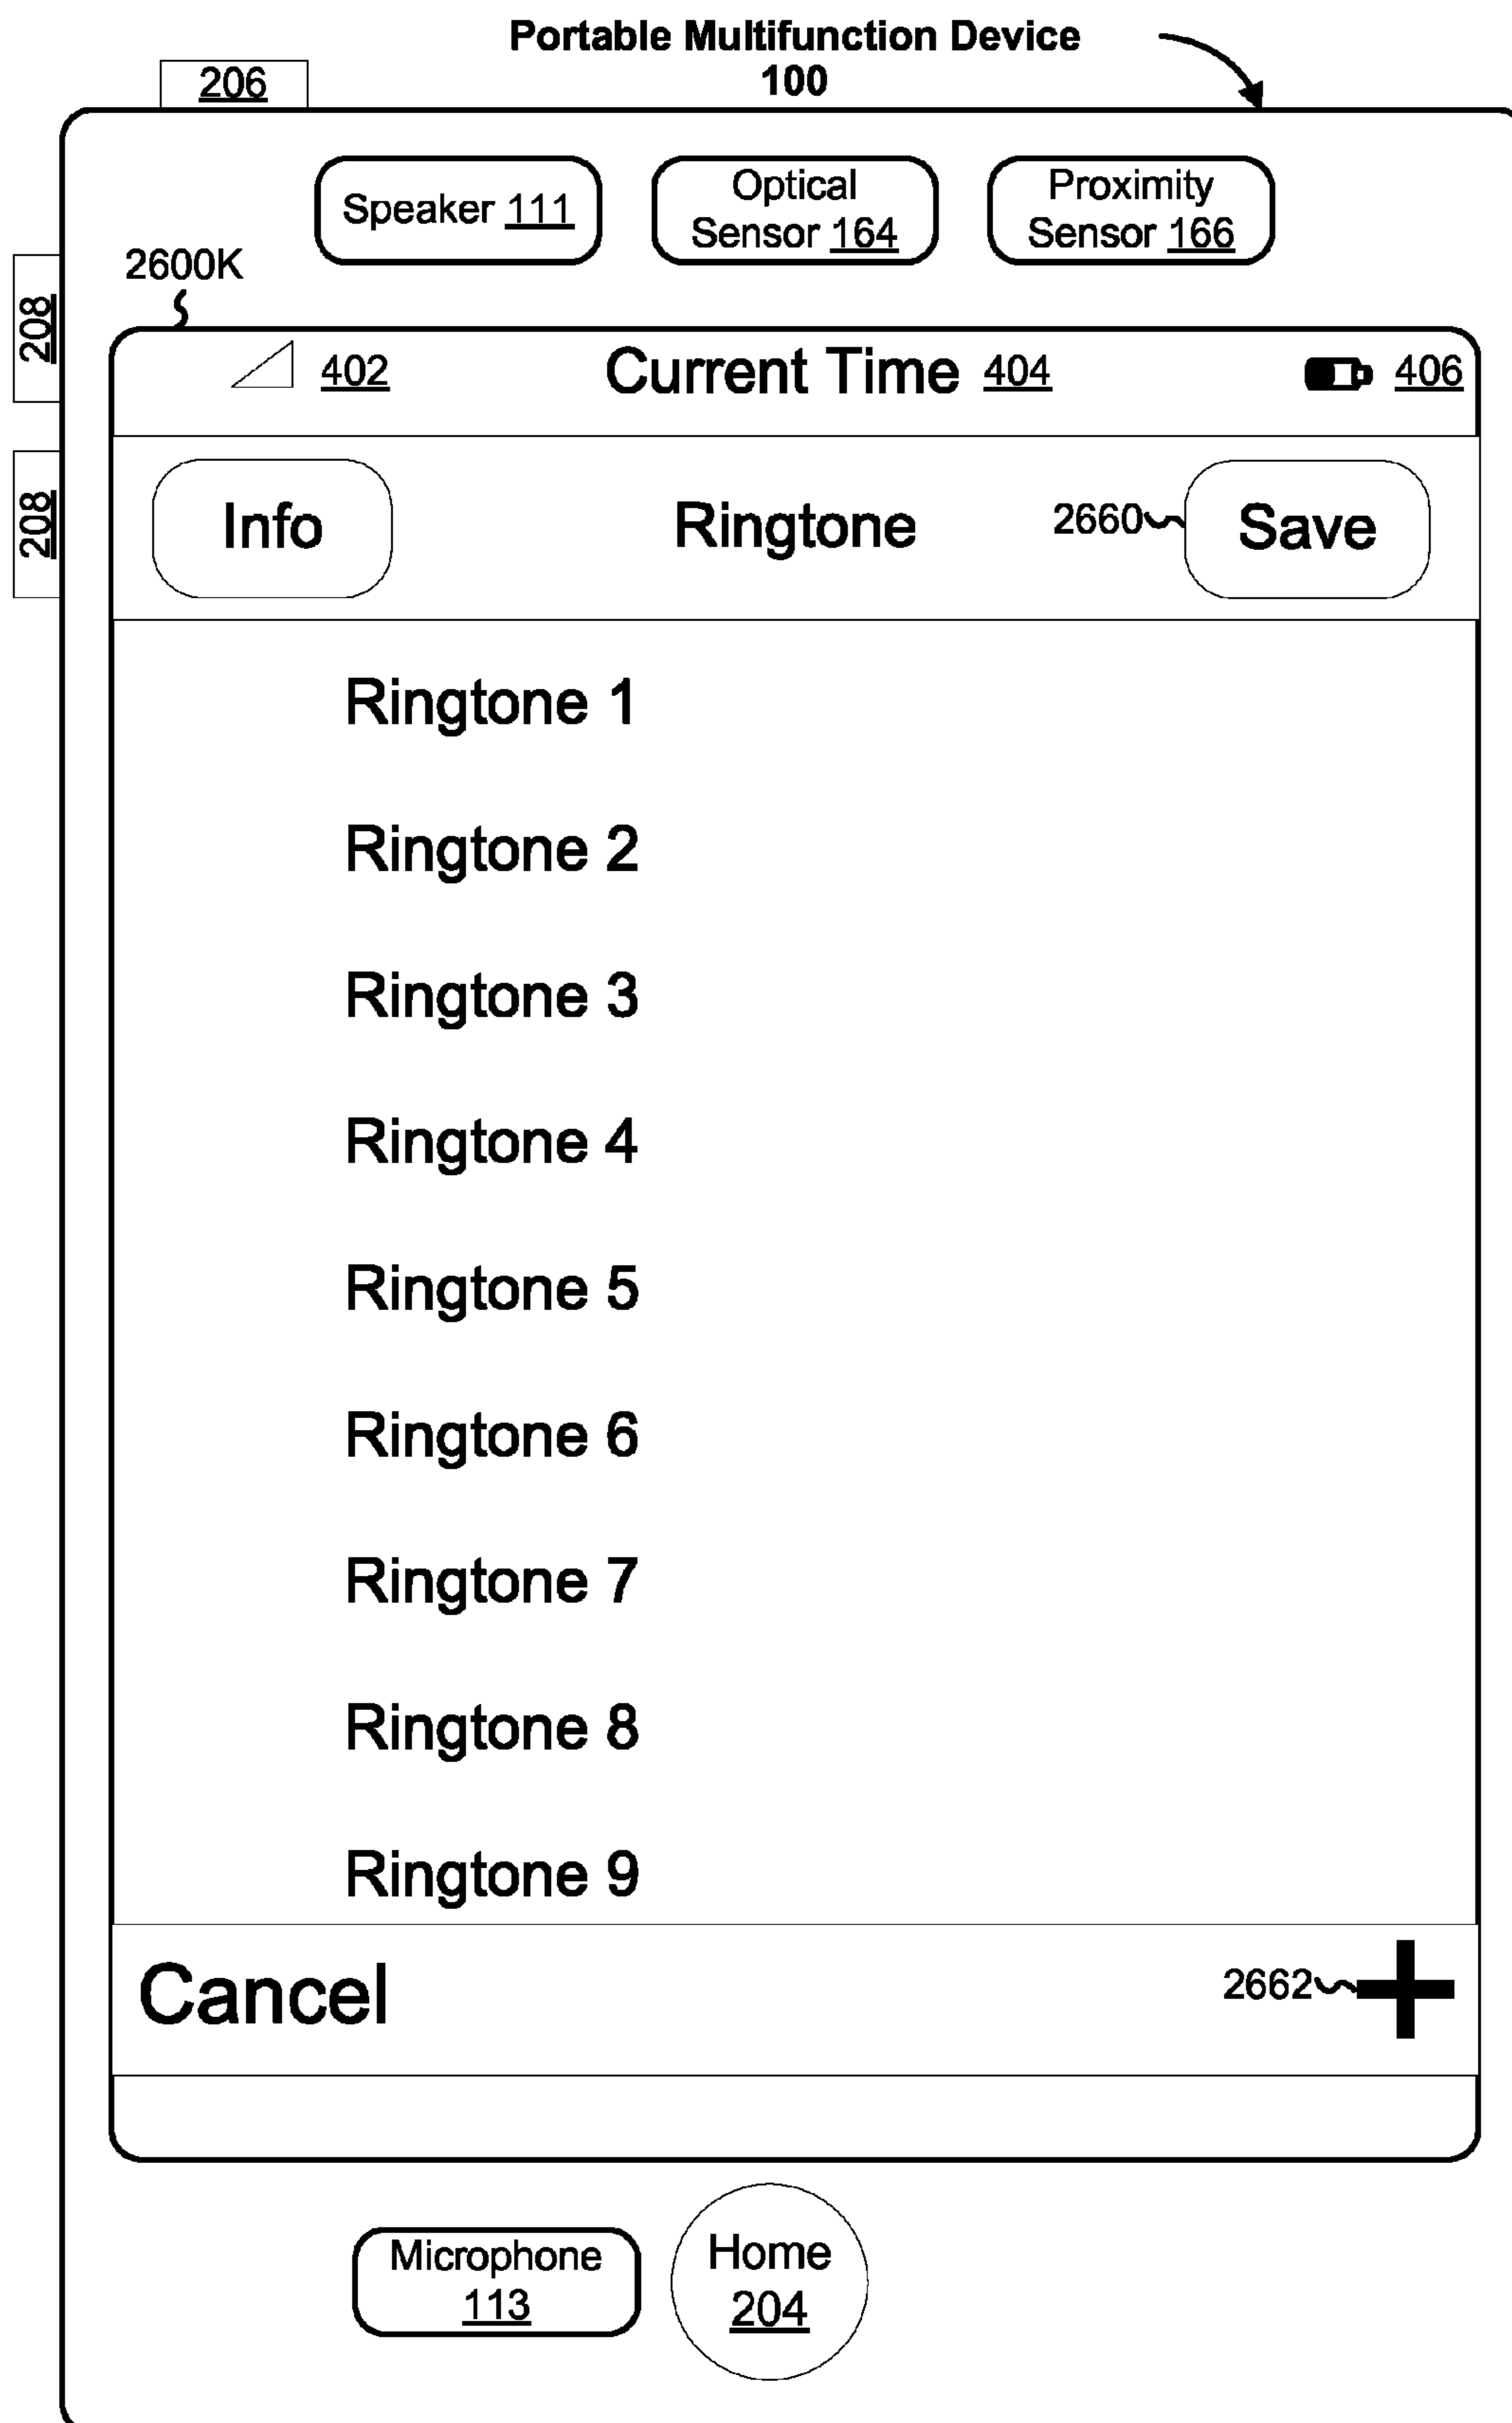 Portable Multifunction Device
100
206
Speaker 111
Optical
Sensor 164
Proximity
Sensor 166
2600K
208
208
402
Current Time 404
406
Info
Ringtone
2660
Save
Ringtone 1
Ringtone 2
Ringtone 3
Ringtone 4
Ringtone 5
Ringtone 6
Ringtone 7
Ringtone 8
Ringtone 9
Cancel
2662
Microphone
113
Home
204